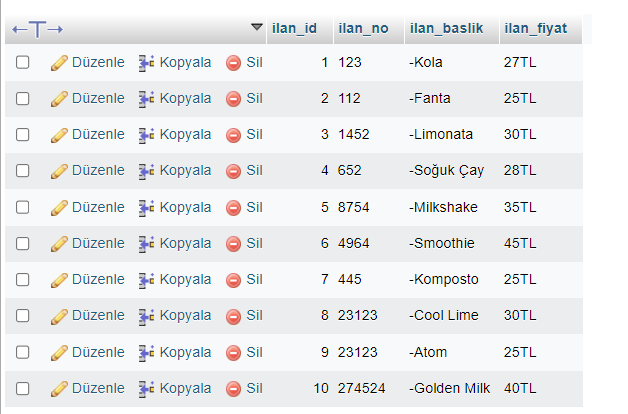 ←T→ ilan_id ilan_no ilan_baslik ilan_fiyat
Düzenle Kopyala Sil 1 123 -Kola 27TL
Düzenle Kopyala Sil 2 112 -Fanta 25TL
Düzenle Kopyala Sil 3 1452 -Limonata 30TL
Düzenle Kopyala Sil 4 652 -Soğuk Çay 28TL
Düzenle Kopyala Sil 5 8754 -Milkshake 35TL
Düzenle Kopyala Sil 6 4964 -Smoothie 45TL
Düzenle Kopyala Sil 7 445 -Komposto 25TL
Düzenle Kopyala Sil 8 23123 -Cool Lime 30TL
Düzenle Kopyala Sil 9 23123 -Atom 25TL
Düzenle Kopyala Sil 10 274524 -Golden Milk 40TL